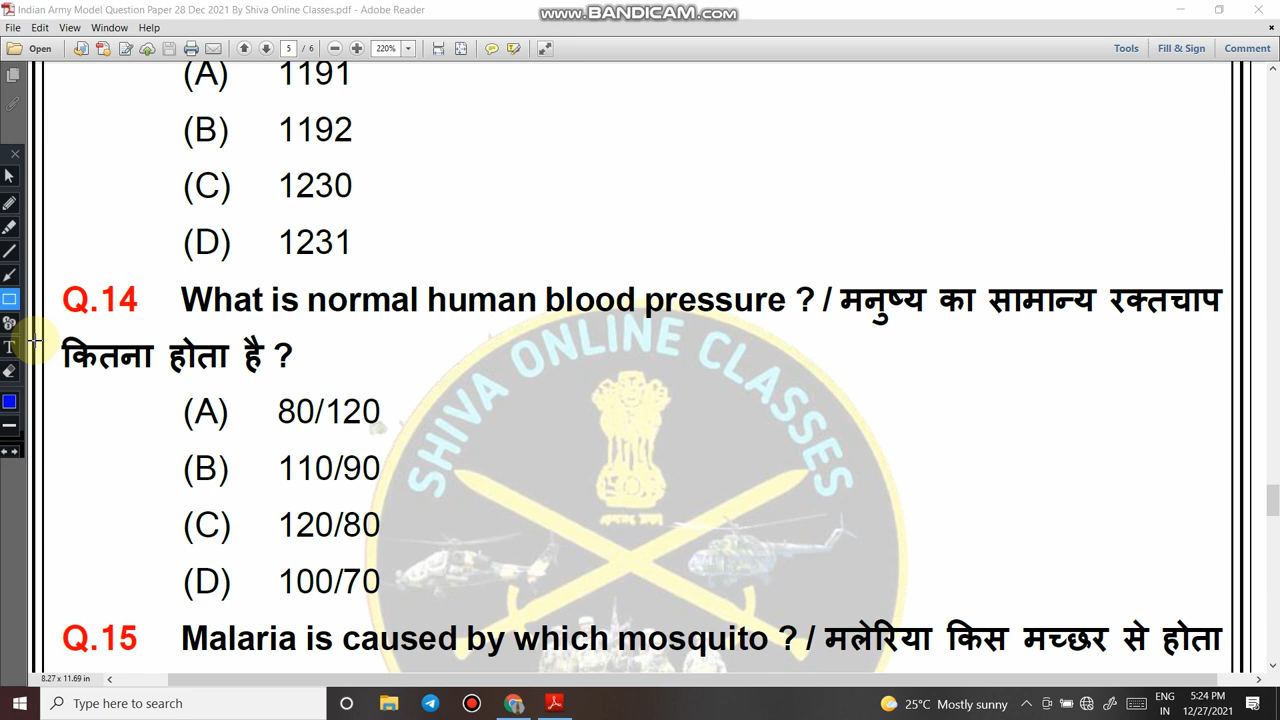 Indian Army Model Question Paper 28 Dec 2021 By Shiva Online Classes.pdf - Adobe Reader
www.BANDICAM.com
File Edit View Window Help
Open 5 / 6 220% Tools Fill & Sign Comment
(A) 1191
(B) 1192
(C) 1230
(D) 1231
Q.14 What is normal human blood pressure ? / मनुष्य का सामान्य रक्तचाप
कितना होता है ?
(A) 80/120
(B) 110/90
(C) 120/80
(D) 100/70
Q.15 Malaria is caused by which mosquito ? / मलेरिया किस मच्छर से होता
SHIVA ONLINE CLASSES
8.27 x 11.69 in
Type here to search
25°C Mostly sunny
ENG
IN
5:24 PM
12/27/2021